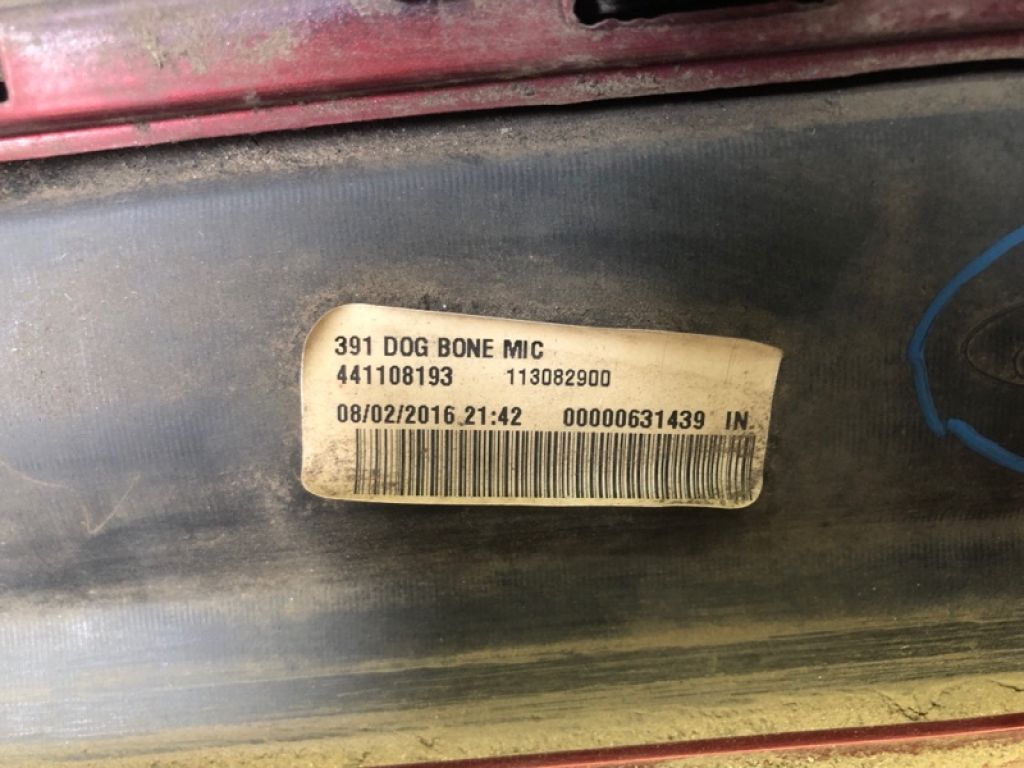 391 DOG BONE MIC
441108193 113082900
08/02/2016 21:42 00000631439 IN.